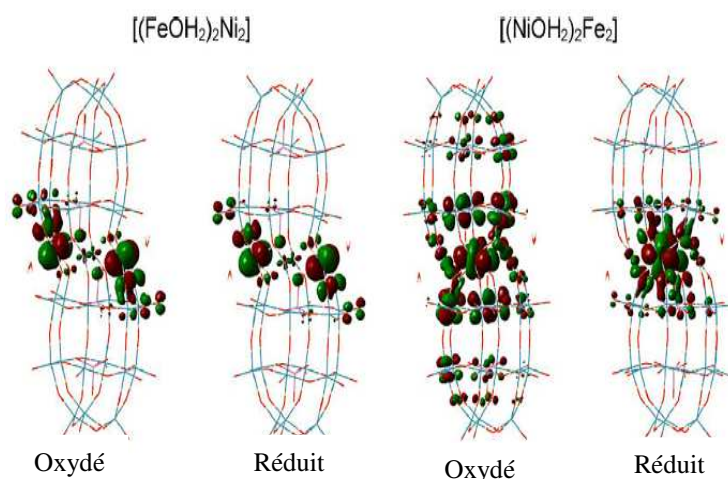 [(FeOH₂)₂Ni₂] [(NiOH₂)₂Fe₂]
Oxydé Réduit Oxydé Réduit